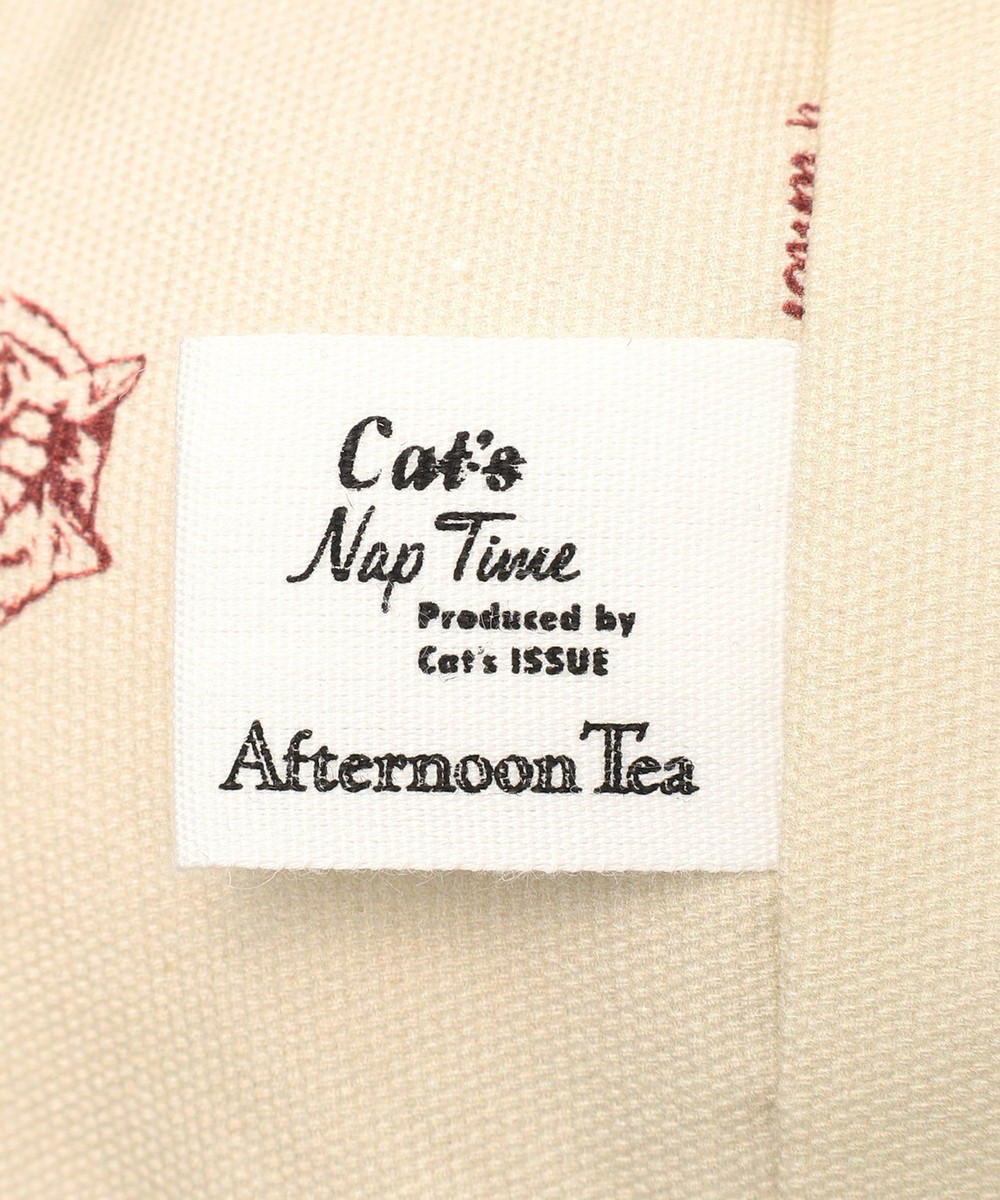 Cat's
Nap Time
Produced by
Cat's ISSUE
Afternoon Tea